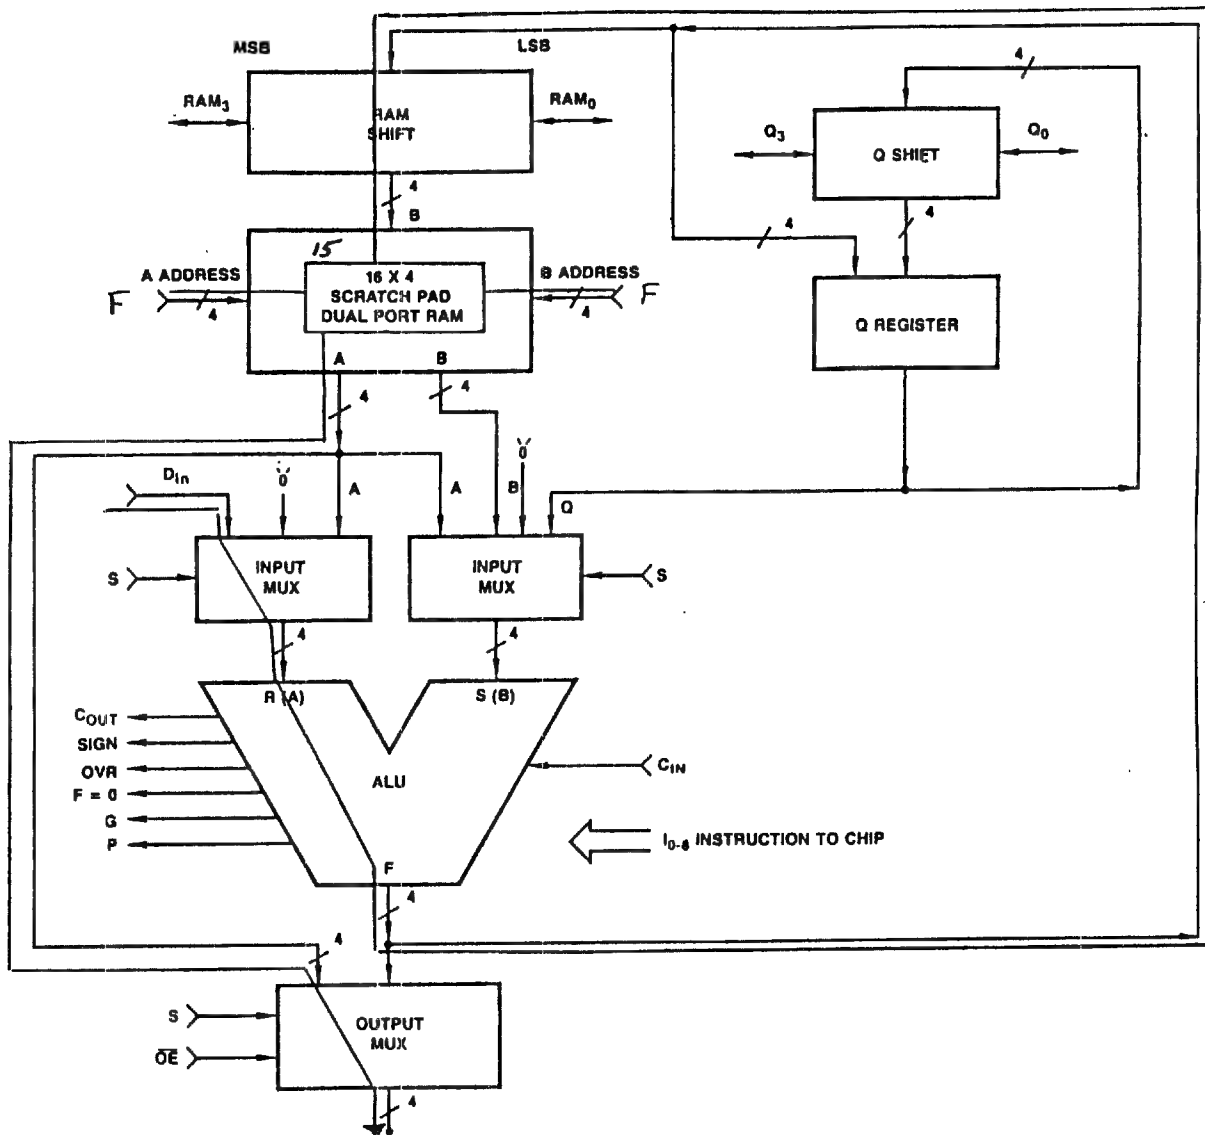 MSB
LSB
RAM3
RAM
SHIFT
RAM0
4
Q3
Q SHIFT
Q0
4
B
4
4
15
A ADDRESS
16 X 4
SCRATCH PAD
DUAL PORT RAM
B ADDRESS
F
4
4
F
Q REGISTER
A
B
4
4
Din
0
A
A
B
0
Q
S
INPUT
MUX
INPUT
MUX
S
4
4
R (A)
S (B)
COUT
SIGN
OVR
F = 0
G
P
ALU
CIN
I0-8 INSTRUCTION TO CHIP
F
4
4
S
OE
OUTPUT
MUX
4